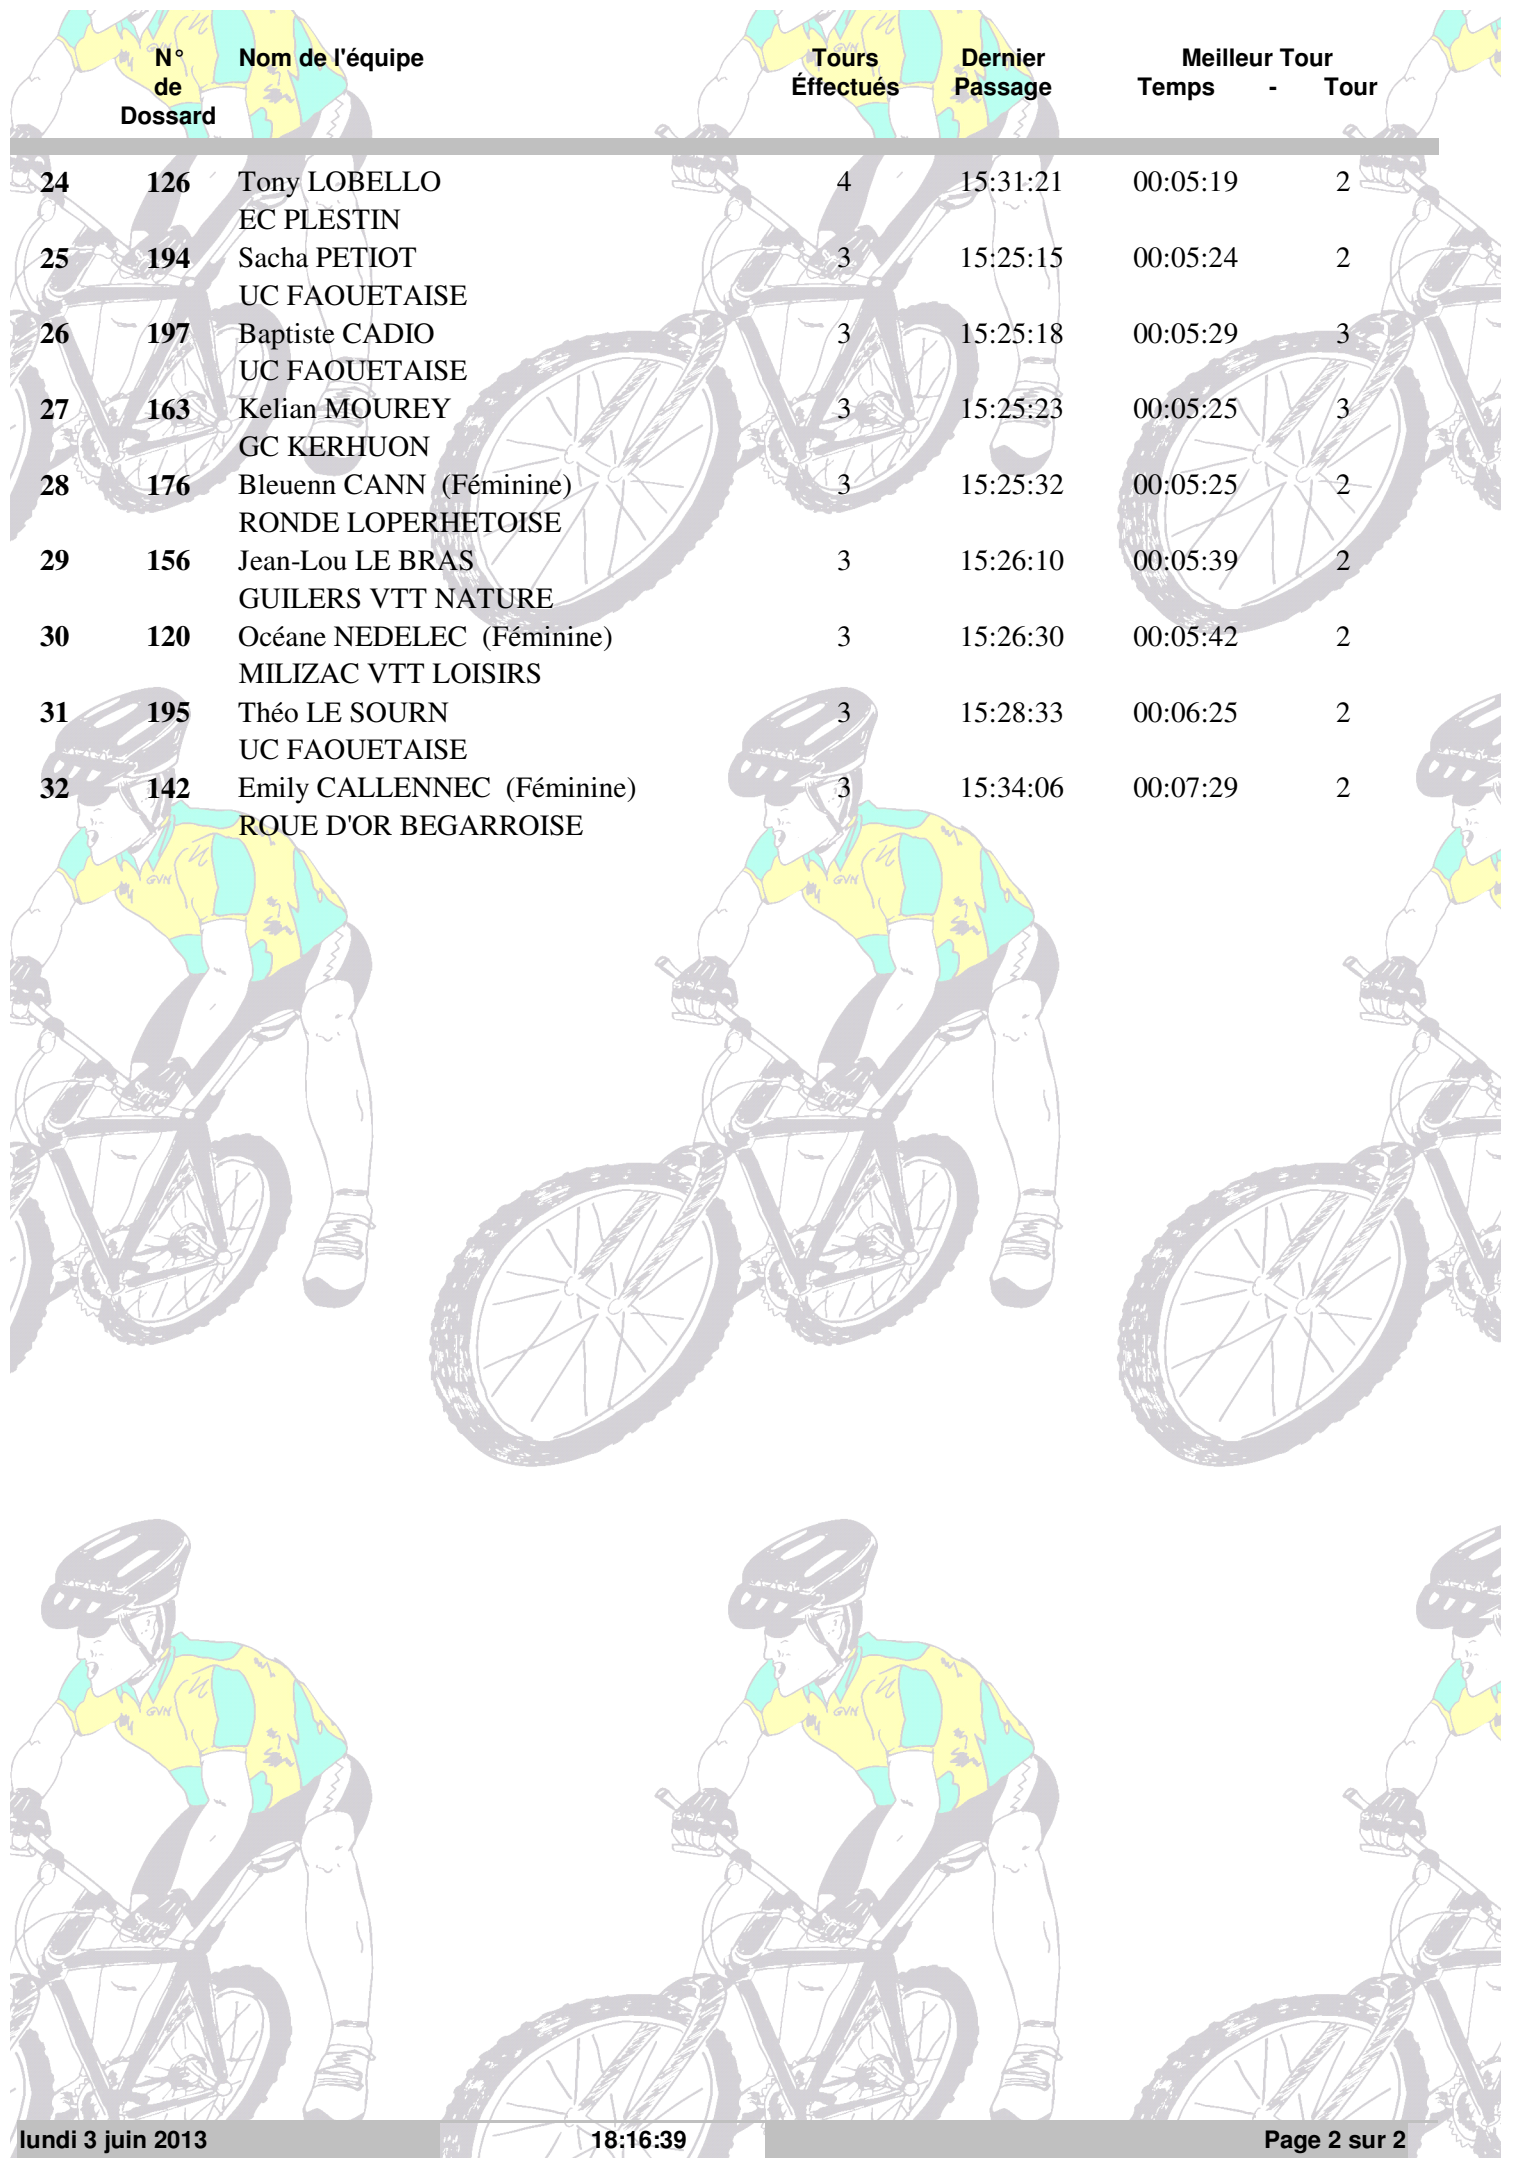 N° Nom de l'équipe Tours Dernier Meilleur Tour
de Éffectués Passage Temps - Tour
Dossard
24 126 Tony LOBELLO 4 15:31:21 00:05:19 2
EC PLESTIN
25 194 Sacha PETIOT 3 15:25:15 00:05:24 2
UC FAOUETAISE
26 197 Baptiste CADIO 3 15:25:18 00:05:29 3
UC FAOUETAISE
27 163 Kelian MOUREY 3 15:25:23 00:05:25 3
GC KERHUON
28 176 Bleuenn CANN (Féminine) 3 15:25:32 00:05:25 2
RONDE LOPERHETOISE
29 156 Jean-Lou LE BRAS 3 15:26:10 00:05:39 2
GUILERS VTT NATURE
30 120 Océane NEDELEC (Féminine) 3 15:26:30 00:05:42 2
MILIZAC VTT LOISIRS
31 195 Théo LE SOURN 3 15:28:33 00:06:25 2
UC FAOUETAISE
32 142 Emily CALLENNEC (Féminine) 3 15:34:06 00:07:29 2
ROUE D'OR BEGARROISE
GVN
GVN
GVN
GVN
lundi 3 juin 2013 18:16:39 Page 2 sur 2